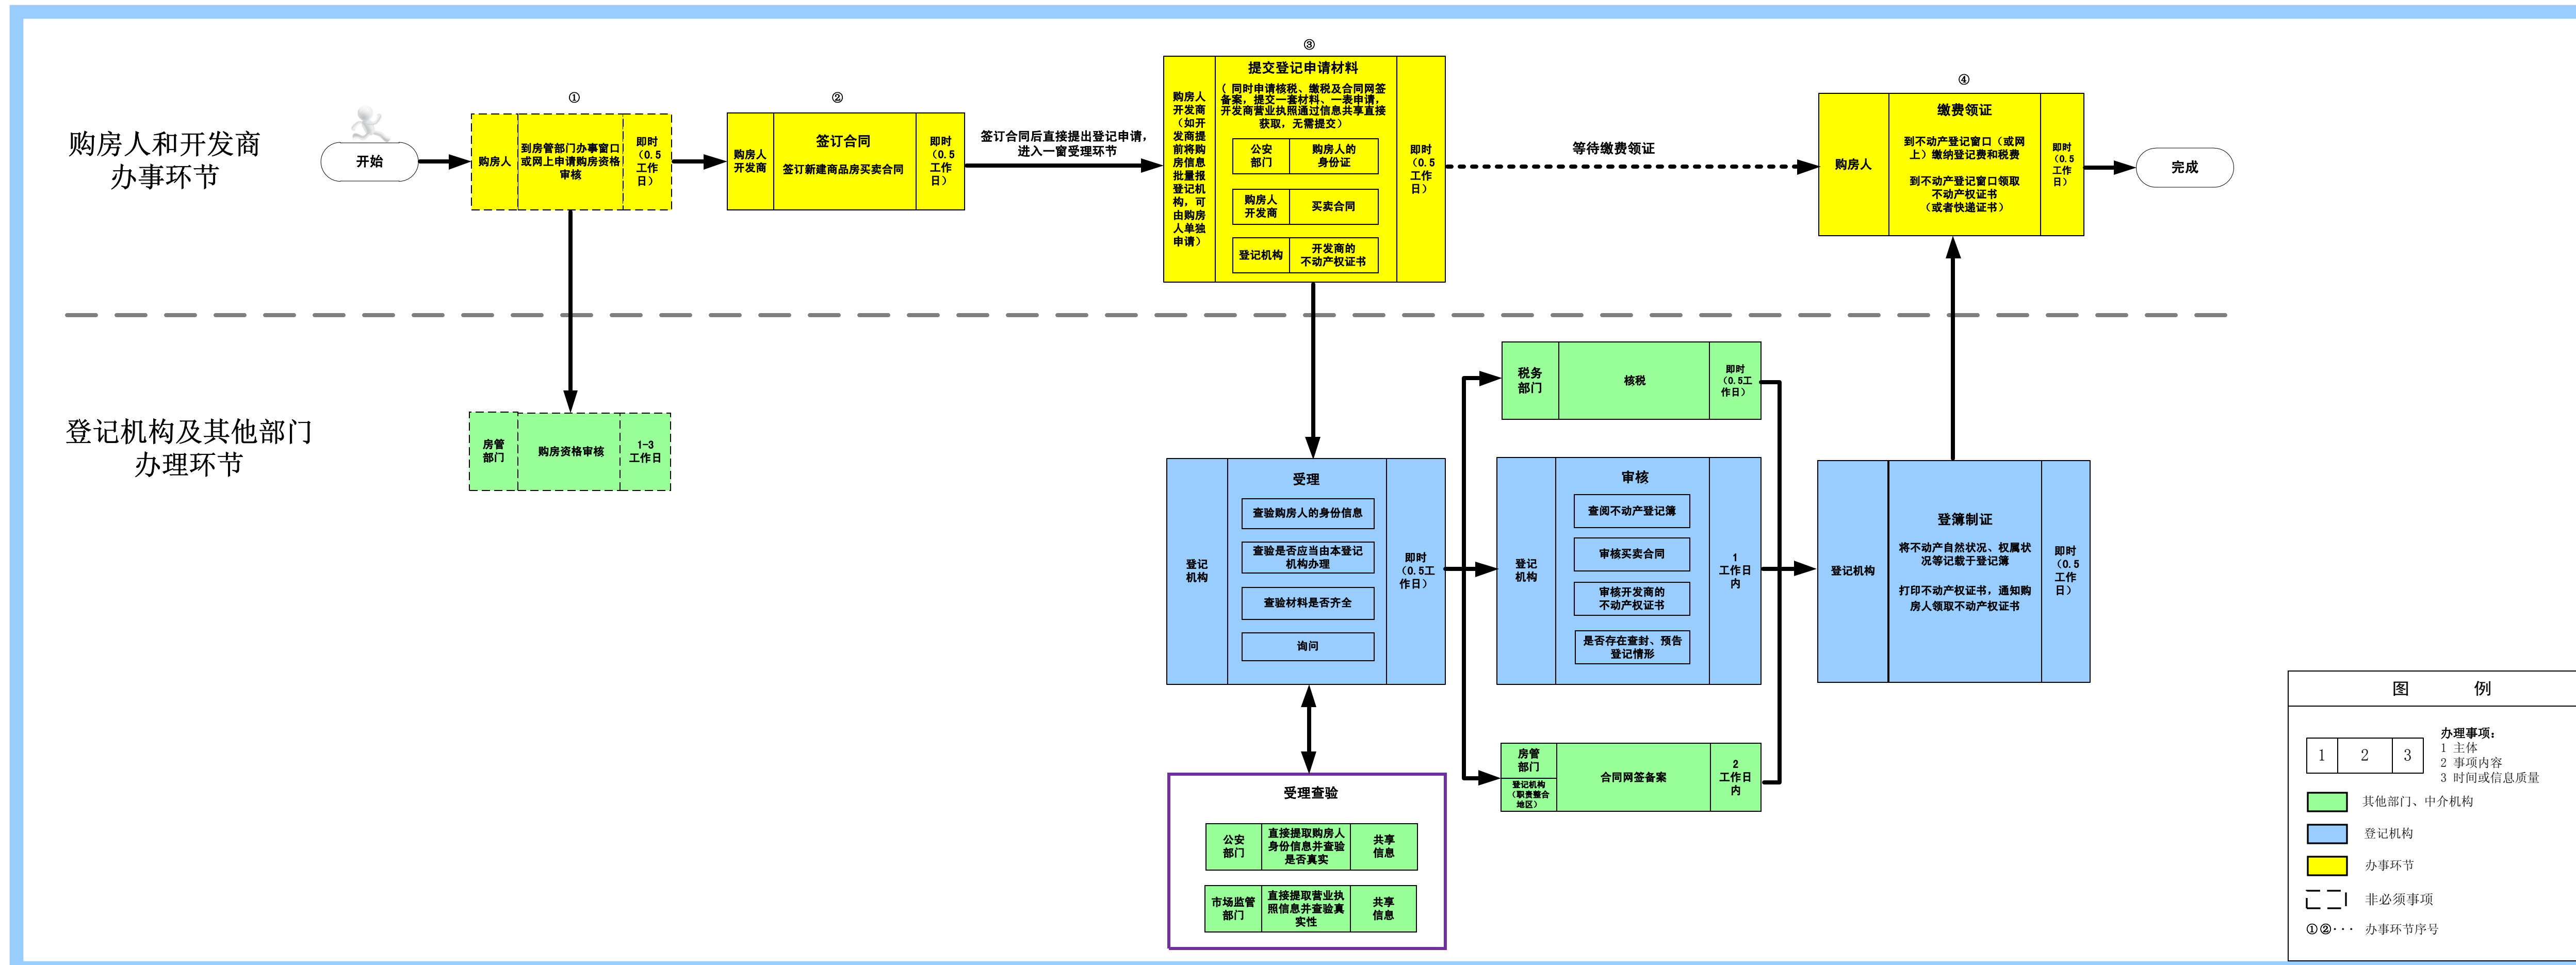 购房人和开发商
办事环节
开始
①
购房人
到房管部门办事窗口
或网上申请购房资格
审核
即时
（0.5
工作
日）
②
购房人
开发商
签订合同
签订新建商品房买卖合同
即时
（0.5
工作
日）
签订合同后直接提出登记申请，
进入一窗受理环节
③
购房人
开发商
（如开
发商提
前将购
房信息
批量报
登记机
构，可
由购房
人单独
申请）
提交登记申请材料
（ 同时申请核税、缴税及合同网签
备案，提交一套材料、一表申请，
开发商营业执照通过信息共享直接
获取，无需提交）
公安
部门
购房人的
身份证
购房人
开发商
买卖合同
登记机构
开发商的
不动产权证书
即时
（0.5
工作
日）
等待缴费领证
④
购房人
缴费领证
到不动产登记窗口（或网
上）缴纳登记费和税费
到不动产登记窗口领取
不动产权证书
（或者快递证书）
即时
（0.5
工作
日）
完成
登记机构及其他部门
办理环节
房管
部门
购房资格审核
1-3
工作日
登记
机构
受理
查验购房人的身份信息
查验是否应当由本登记
机构办理
查验材料是否齐全
询问
即时
（0.5工
作日）
受理查验
公安
部门
直接提取购房人
身份信息并查验
是否真实
共享
信息
市场监管
部门
直接提取营业执
照信息并查验真
实性
共享
信息
税务
部门
核税
即时
（0.5工
作日）
登记
机构
审核
查阅不动产登记簿
审核买卖合同
审核开发商的
不动产权证书
是否存在查封、预告
登记情形
1
工作日
内
房管
部门
登记机构
（职责整合
地区）
合同网签备案
2
工作日
内
登记机构
登簿制证
将不动产自然状况、权属状
况等记载于登记簿
打印不动产权证书，通知购
房人领取不动产权证书
即时
（0.5
工作
日）
图 例
1 2 3
办理事项：
1 主体
2 事项内容
3 时间或信息质量
其他部门、中介机构
登记机构
办事环节
非必须事项
①②··· 办事环节序号